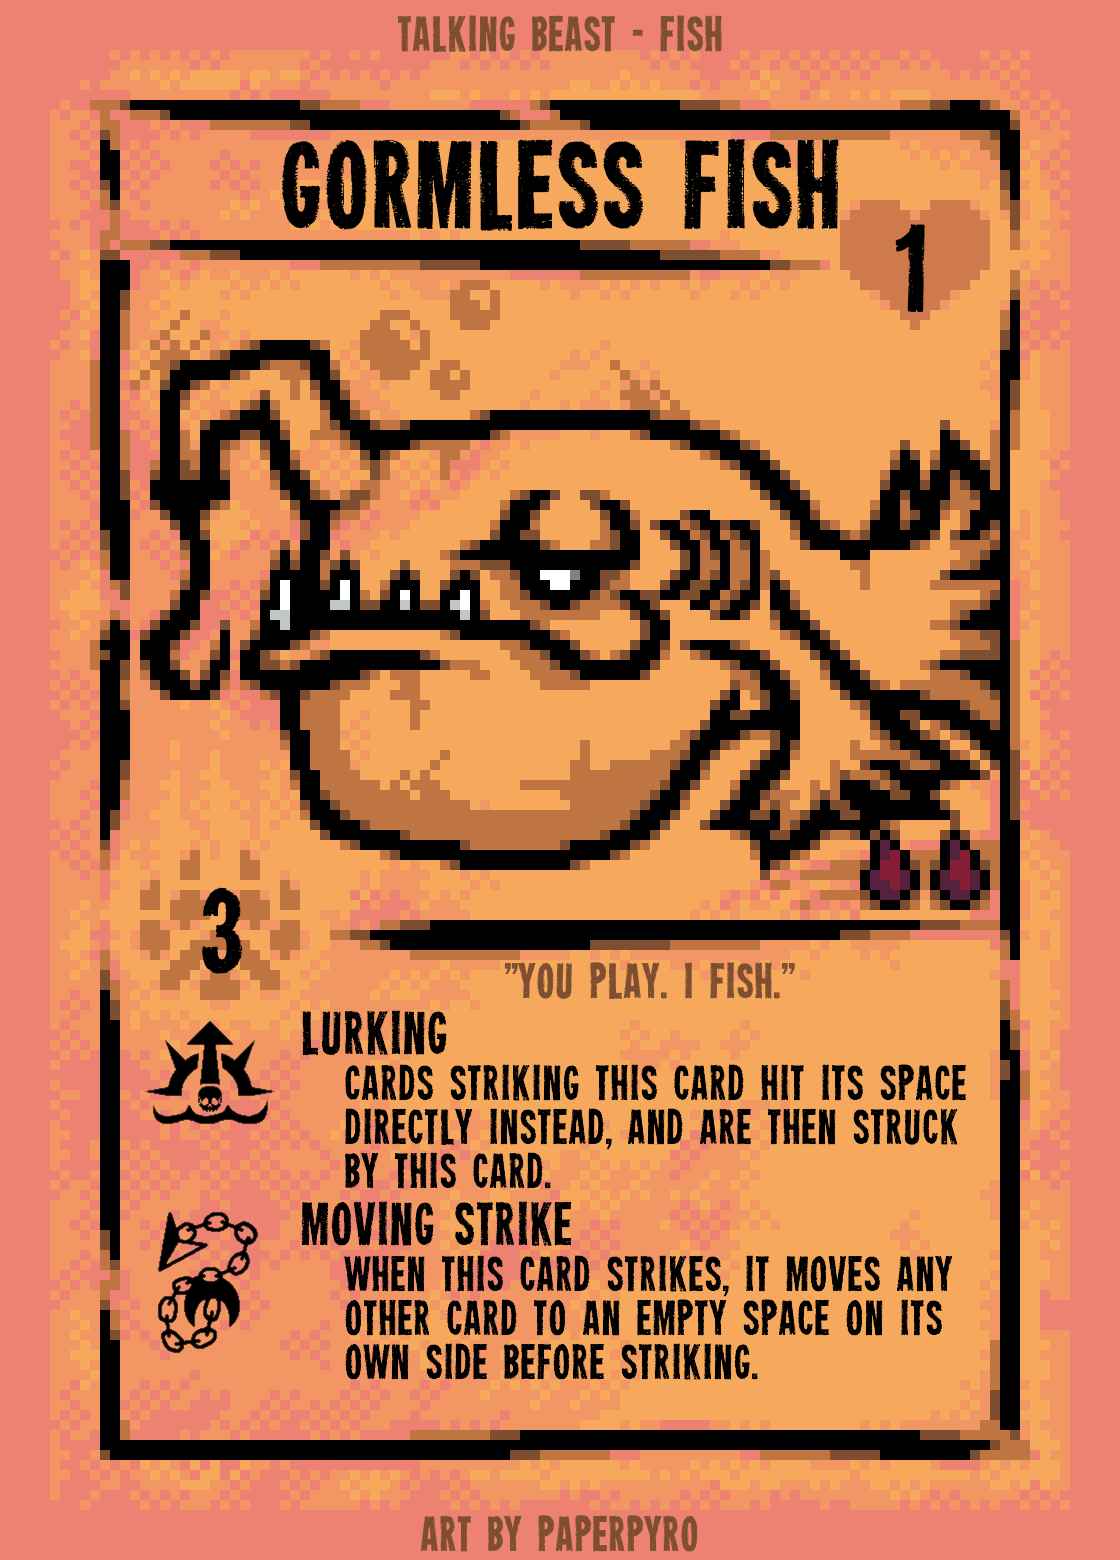 TALKING BEAST - FISH
GORMLESS FISH
1
3
"YOU PLAY. I FISH."
LURKING
CARDS STRIKING THIS CARD HIT ITS SPACE
DIRECTLY INSTEAD, AND ARE THEN STRUCK
BY THIS CARD.
MOVING STRIKE
WHEN THIS CARD STRIKES, IT MOVES ANY
OTHER CARD TO AN EMPTY SPACE ON ITS
OWN SIDE BEFORE STRIKING.
ART BY PAPERPYRO